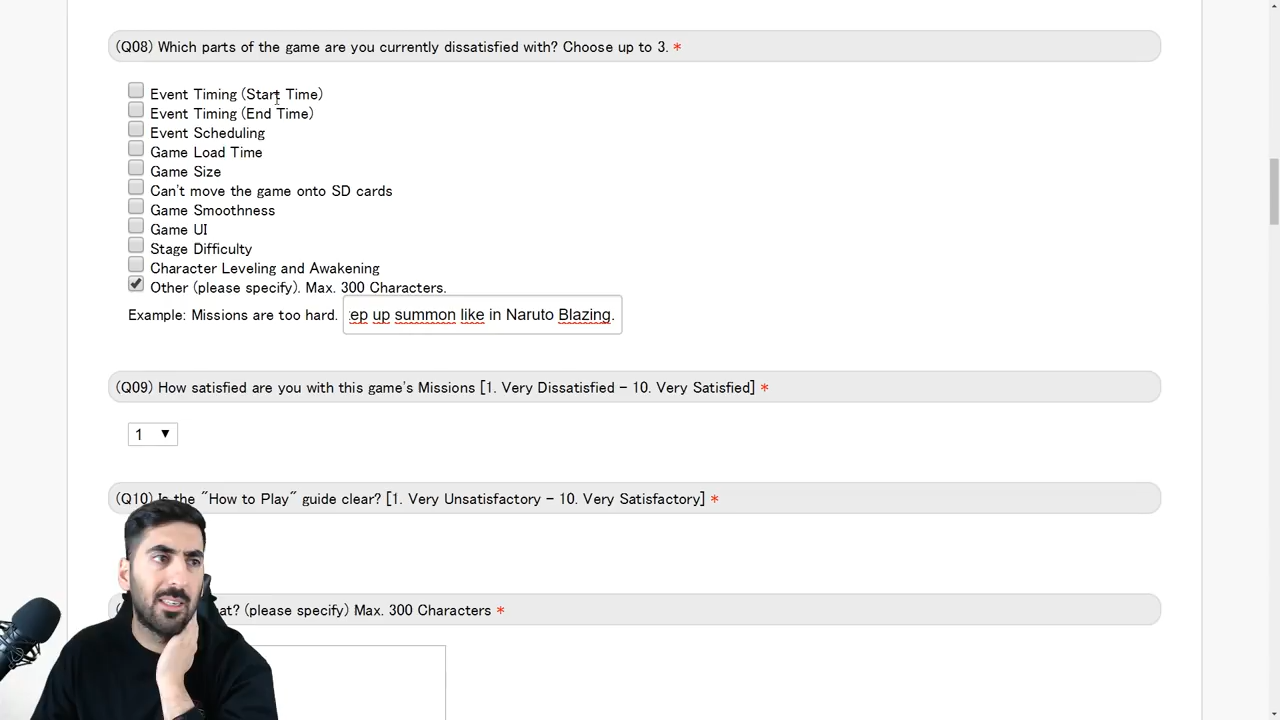 (Q08) Which parts of the game are you currently dissatisfied with? Choose up to 3. *
Event Timing (Start Time)
Event Timing (End Time)
Event Scheduling
Game Load Time
Game Size
Can't move the game onto SD cards
Game Smoothness
Game UI
Stage Difficulty
Character Leveling and Awakening
Other (please specify). Max. 300 Characters.
Example: Missions are too hard. ep up summon like in Naruto Blazing.
(Q09) How satisfied are you with this game's Missions [1. Very Dissatisfied - 10. Very Satisfied] *
1
(Q10) Is the "How to Play" guide clear? [1. Very Unsatisfactory - 10. Very Satisfactory] *
at? (please specify) Max. 300 Characters *